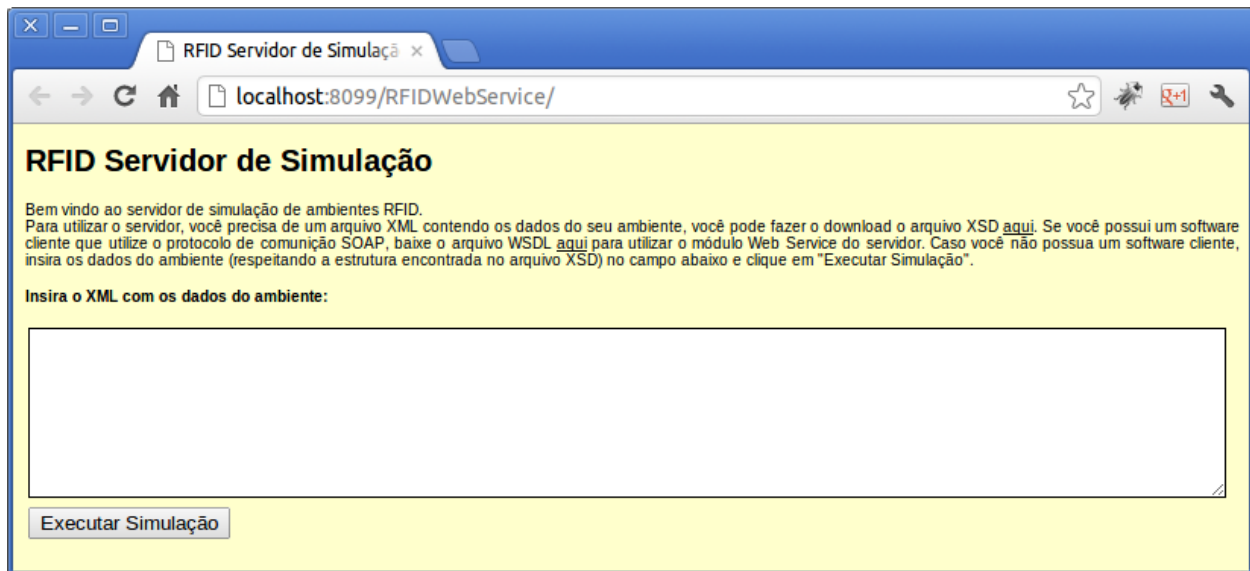 RFID Servidor de Simulaçã
localhost:8099/RFIDWebService/
g+1
RFID Servidor de Simulação
Bem vindo ao servidor de simulação de ambientes RFID.
Para utilizar o servidor, você precisa de um arquivo XML contendo os dados do seu ambiente, você pode fazer o download o arquivo XSD aqui. Se você possui um software
cliente que utilize o protocolo de comunição SOAP, baixe o arquivo WSDL aqui para utilizar o módulo Web Service do servidor. Caso você não possua um software cliente,
insira os dados do ambiente (respeitando a estrutura encontrada no arquivo XSD) no campo abaixo e clique em "Executar Simulação".
Insira o XML com os dados do ambiente:
Executar Simulação